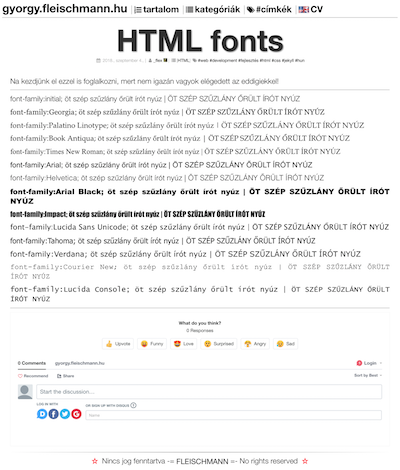 gyorgy.fleischmann.hu | tartalom | kategóriák | #címkék | CV
HTML fonts
HTML
#web #development #fejlesztés #html #css #jekyll #hun
Na kezdjünk el ezzel is foglalkozni, mert nem igazán vagyok elégedett az eddigiekkel!
font-family:initial; öt szép szűzlány őrült írót nyúz | ÖT SZÉP SZŰZLÁNY ŐRÜLT ÍRÓT NYÚZ
font-family:Georgia; öt szép szűzlány őrült írót nyúz | ÖT SZÉP SZŰZLÁNY ŐRÜLT ÍRÓT NYÚZ
font-family:Palatino Linotype; öt szép szűzlány őrült írót nyúz | ÖT SZÉP SZŰZLÁNY ŐRÜLT ÍRÓT NYÚZ
font-family:Book Antiqua; öt szép szűzlány őrült írót nyúz | ÖT SZÉP SZŰZLÁNY ŐRÜLT ÍRÓT NYÚZ
font-family:Times New Roman; öt szép szűzlány őrült írót nyúz | ÖT SZÉP SZŰZLÁNY ŐRÜLT ÍRÓT NYÚZ
font-family:Arial; öt szép szűzlány őrült írót nyúz | ÖT SZÉP SZŰZLÁNY ŐRÜLT ÍRÓT NYÚZ
font-family:Helvetica; öt szép szűzlány őrült írót nyúz | ÖT SZÉP SZŰZLÁNY ŐRÜLT ÍRÓT NYÚZ
font-family:Arial Black; öt szép szűzlány őrült írót nyúz | ÖT SZÉP SZŰZLÁNY ŐRÜLT ÍRÓT
NYÚZ
font-family:Impact; öt szép szűzlány őrült írót nyúz | ÖT SZÉP SZŰZLÁNY ŐRÜLT ÍRÓT NYÚZ
font-family:Lucida Sans Unicode; öt szép szűzlány őrült írót nyúz | ÖT SZÉP SZŰZLÁNY ŐRÜLT ÍRÓT NYÚZ
font-family:Tahoma; öt szép szűzlány őrült írót nyúz | ÖT SZÉP SZŰZLÁNY ŐRÜLT ÍRÓT NYÚZ
font-family:Verdana; öt szép szűzlány őrült írót nyúz | ÖT SZÉP SZŰZLÁNY ŐRÜLT ÍRÓT NYÚZ
font-family:Courier New; öt szép szűzlány őrült írót nyúz | ÖT SZÉP SZŰZLÁNY ŐRÜLT
ÍRÓT NYÚZ
font-family:Lucida Console; öt szép szűzlány őrült írót nyúz | ÖT SZÉP SZŰZLÁNY ŐRÜLT ÍRÓT NYÚZ
What do you think?
0 Responses
Upvote Funny Love Surprised Angry Sad
0 Comments gyorgy.fleischmann.hu Login
Recommend Share Sort by Best
Start the discussion...
LOG IN WITH
OR SIGN UP WITH DISQUS ?
Name
☆ Nincs jog fenntartva -= FLEISCHMANN =- No rights reserved ☆